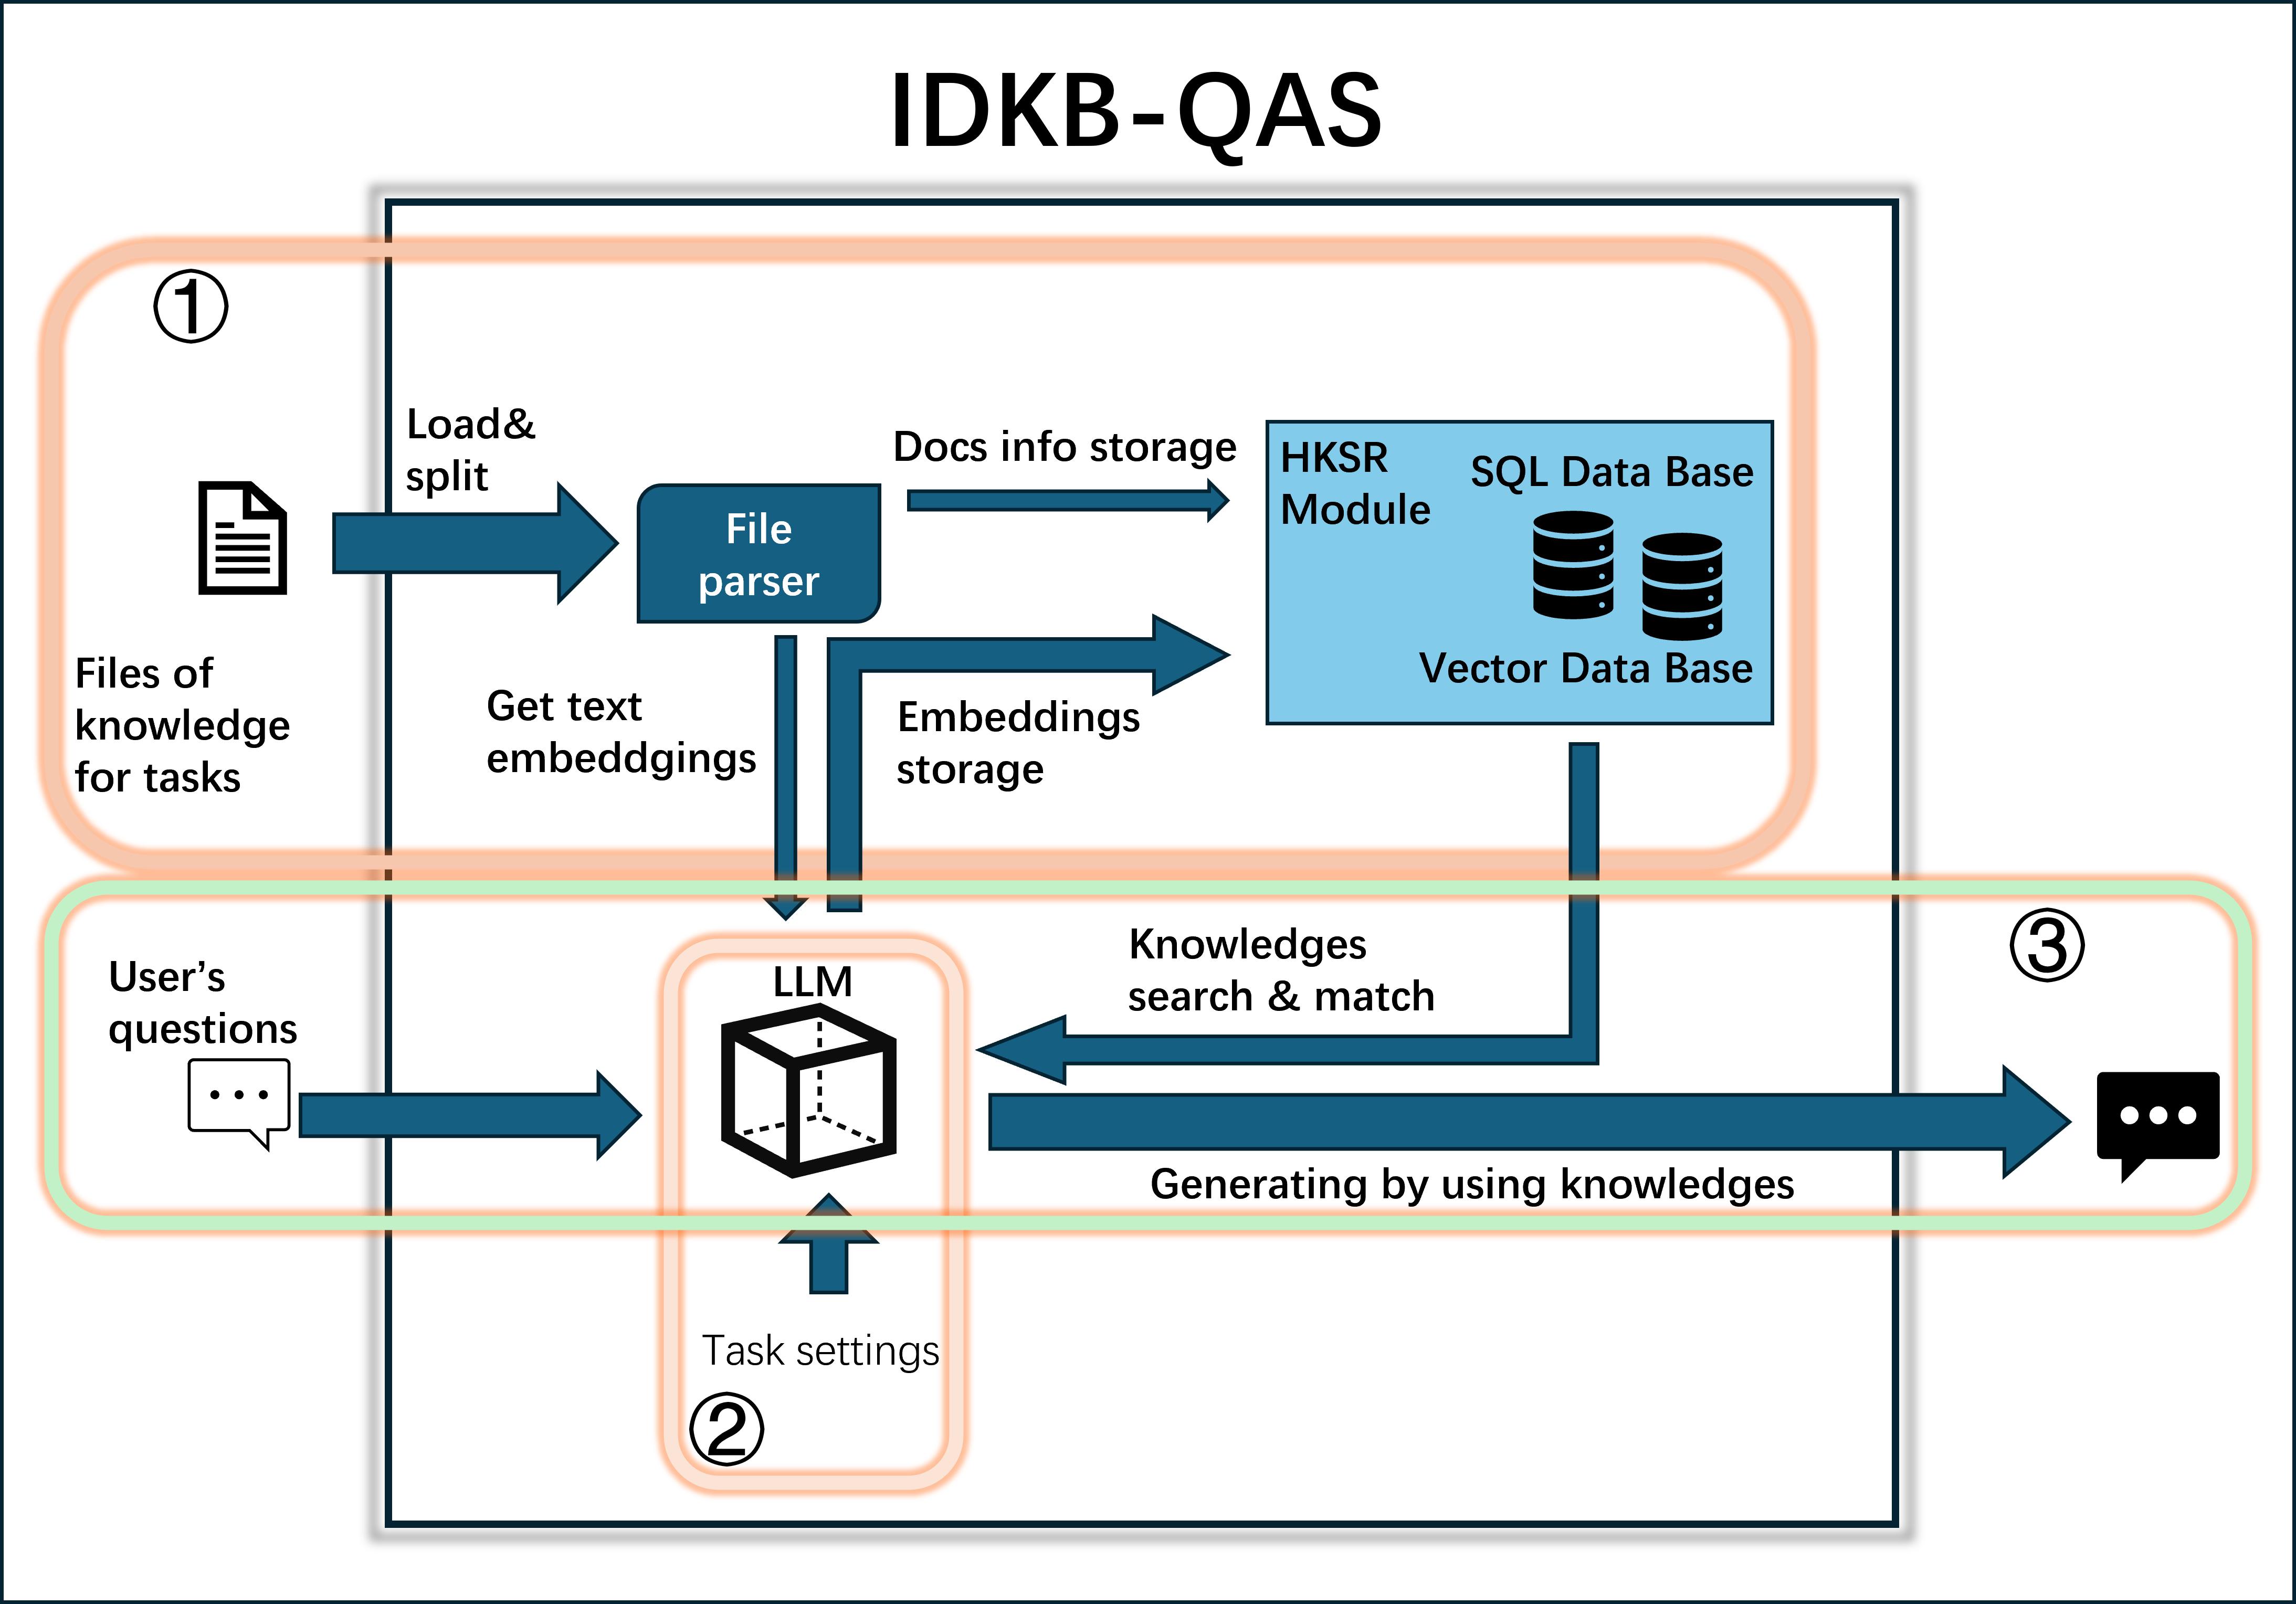 IDKB-QAS
①
Load&
split
Docs info storage
HKSR
Module
SQL Data Base
File
parser
Vector Data Base
Files of
knowledge
for tasks
Get text
embeddgings
Embeddings
storage
User’s
questions
LLM
Knowledges
search & match
③
Generating by using knowledges
Task settings
②